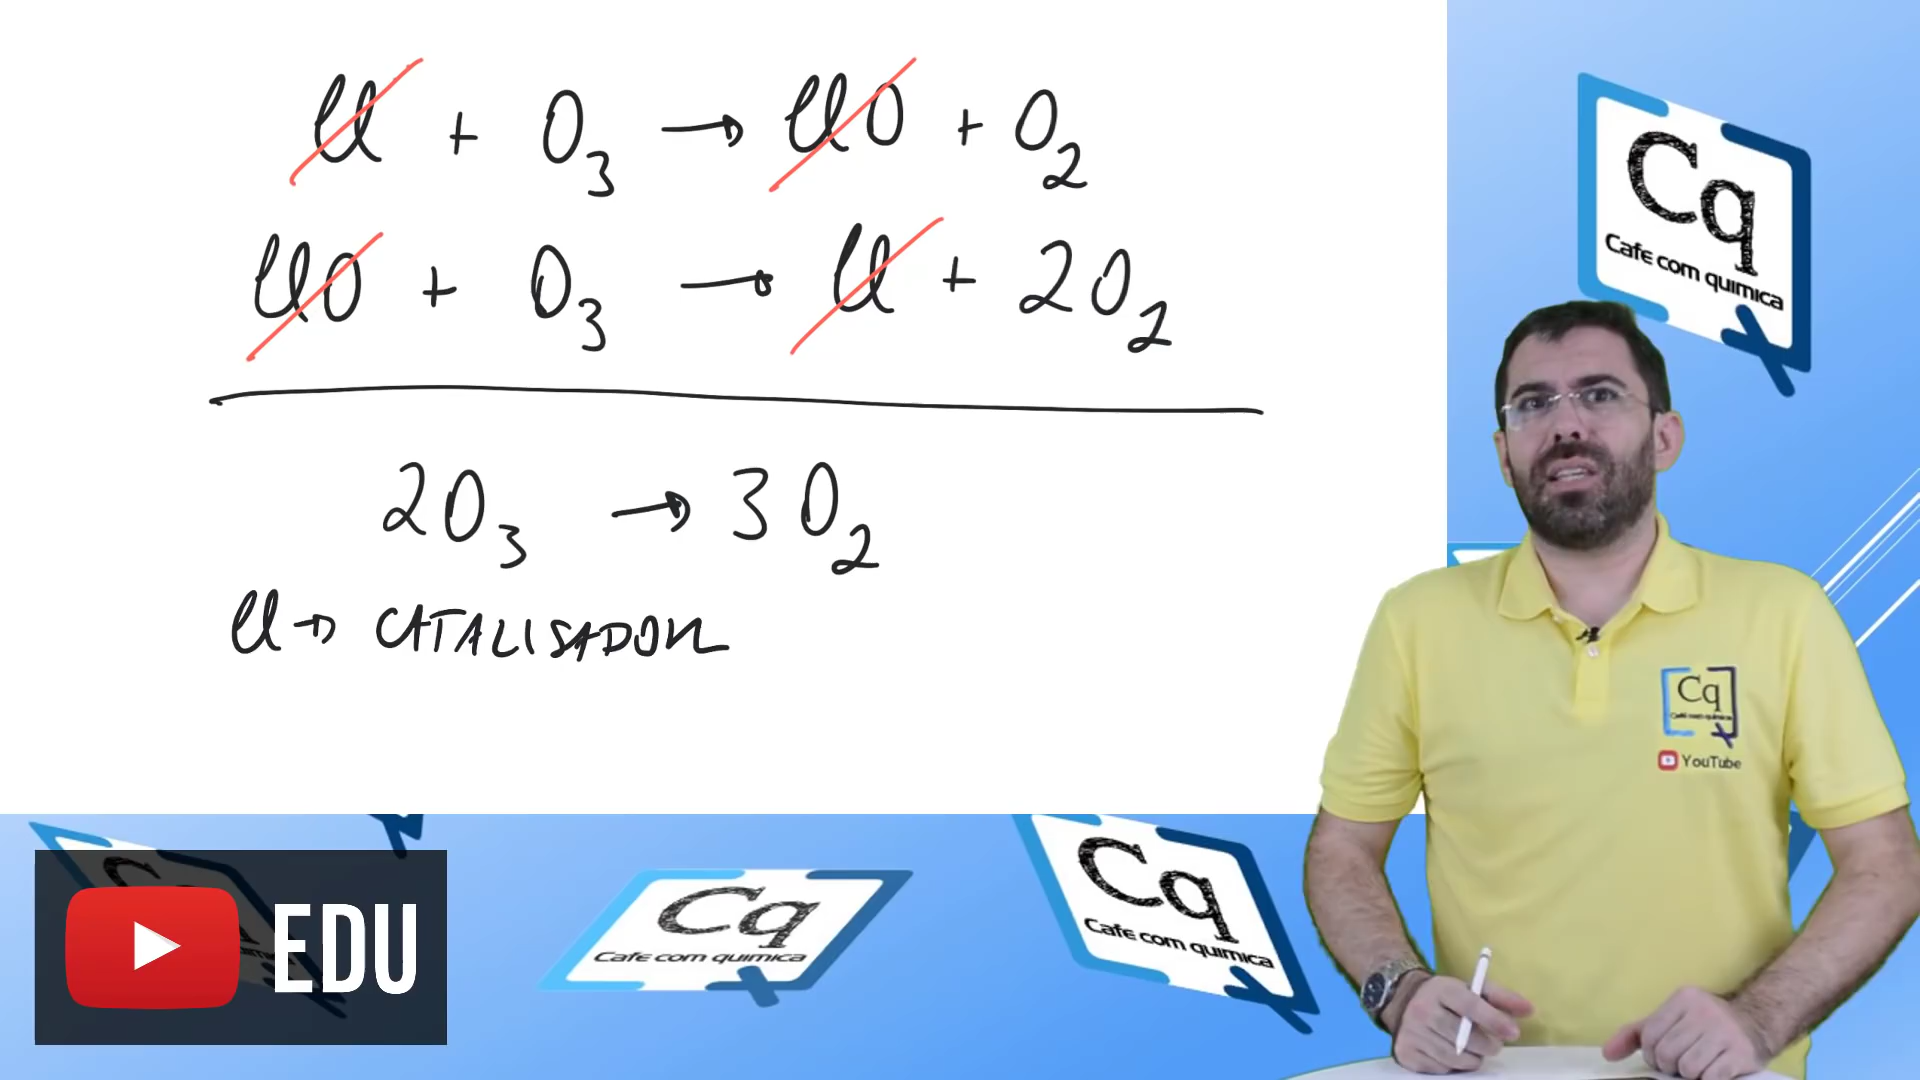 Cl + O3 → ClO + O2
ClO + O3 → Cl + 2O2
2O3 → 3O2
Cl → CATALISADOR
Cq
Cafe com quimica
Cq
Cafe com quimica
YouTube
EDU
Cq
Cafe com quimica
Cq
Cafe com quimica